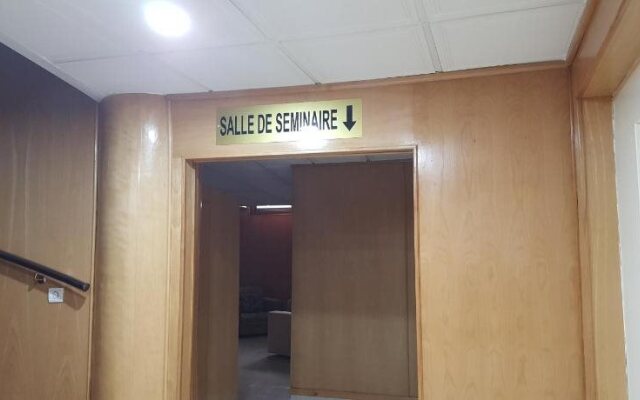 SALLE DE SEMINAIRE ↓